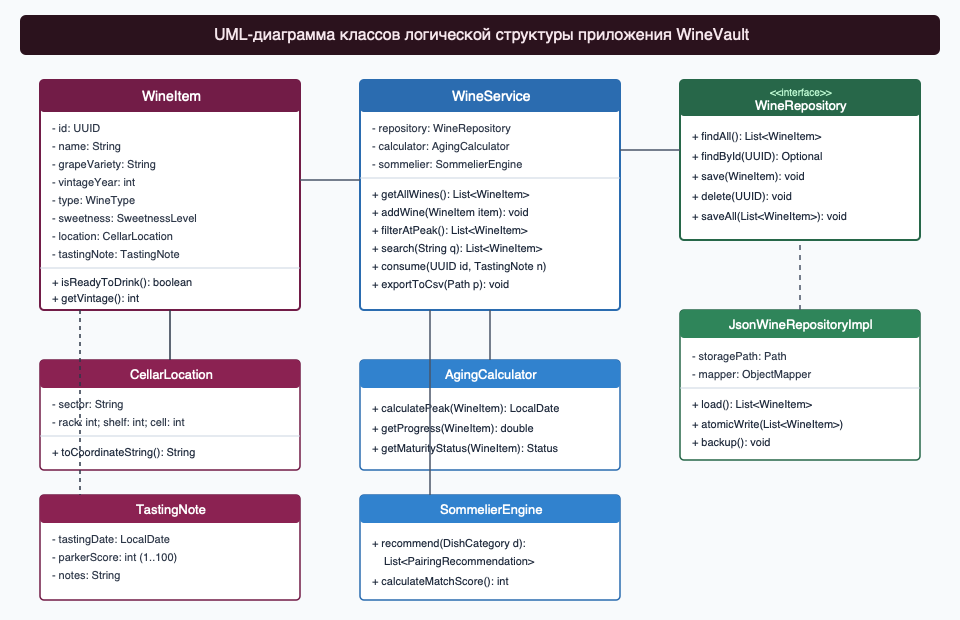 UML-диаграмма классов логической структуры приложения WineVault
WineItem
- id: UUID
- name: String
- grapeVariety: String
- vintageYear: int
- type: WineType
- sweetness: SweetnessLevel
- location: CellarLocation
- tastingNote: TastingNote
+ isReadyToDrink(): boolean
+ getVintage(): int
WineService
- repository: WineRepository
- calculator: AgingCalculator
- sommelier: SommelierEngine
+ getAllWines(): List<WineItem>
+ addWine(WineItem item): void
+ filterAtPeak(): List<WineItem>
+ search(String q): List<WineItem>
+ consume(UUID id, TastingNote n)
+ exportToCsv(Path p): void
<<interface>>
WineRepository
+ findAll(): List<WineItem>
+ findById(UUID): Optional
+ save(WineItem): void
+ delete(UUID): void
+ saveAll(List<WineItem>): void
CellarLocation
- sector: String
- rack: int; shelf: int; cell: int
+ toCoordinateString(): String
AgingCalculator
+ calculatePeak(WineItem): LocalDate
+ getProgress(WineItem): double
+ getMaturityStatus(WineItem): Status
JsonWineRepositoryImpl
- storagePath: Path
- mapper: ObjectMapper
+ load(): List<WineItem>
+ atomicWrite(List<WineItem>)
+ backup(): void
TastingNote
- tastingDate: LocalDate
- parkerScore: int (1..100)
- notes: String
SommelierEngine
+ recommend(DishCategory d):
List<PairingRecommendation>
+ calculateMatchScore(): int